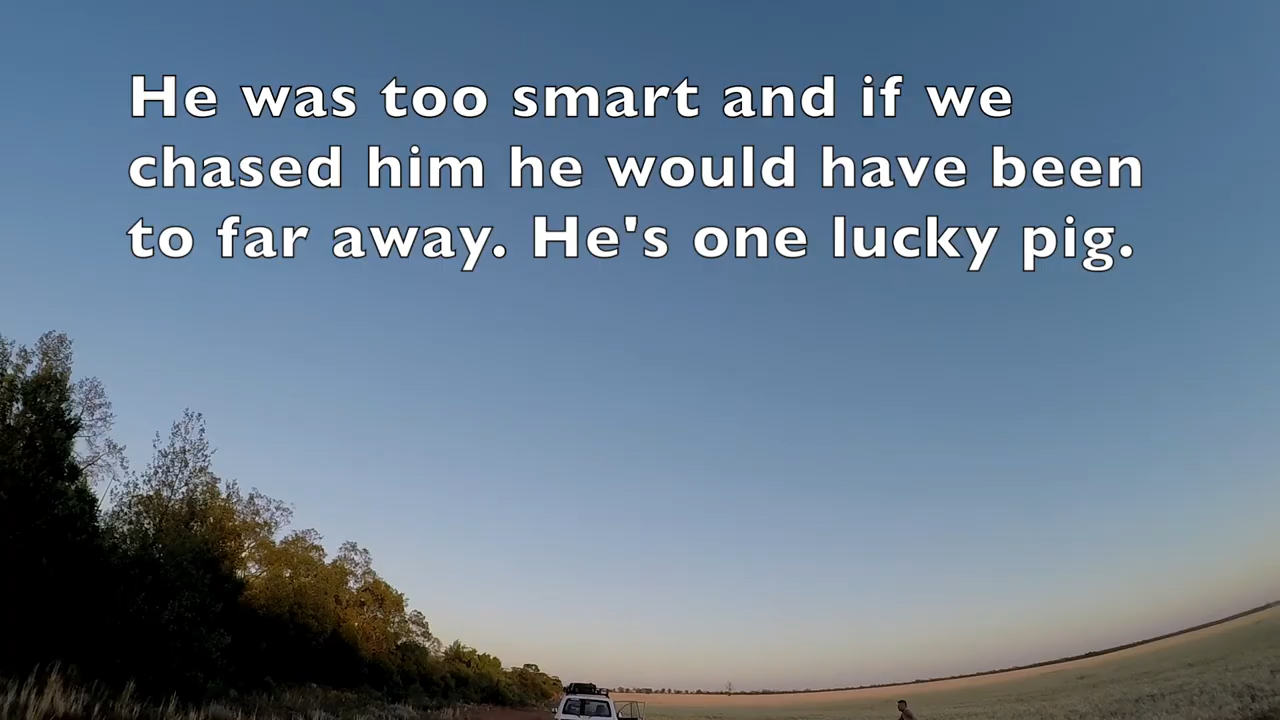 He was too smart and if we
chased him he would have been
to far away. He's one lucky pig.